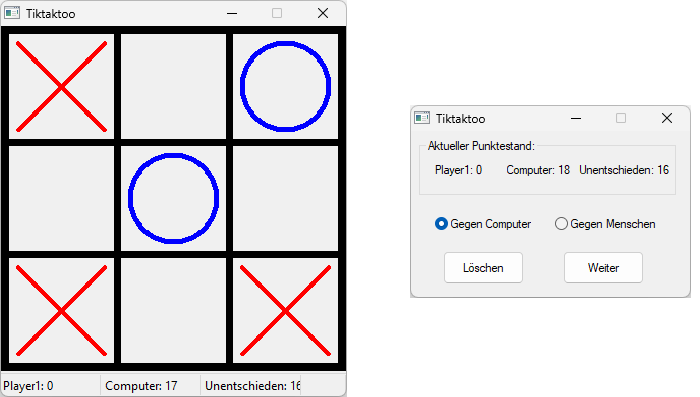 Tiktaktoo
Player1: 0 Computer: 17 Unentschieden: 16
Tiktaktoo
Aktueller Punktestand:
Player1: 0 Computer: 18 Unentschieden: 16
Gegen Computer Gegen Menschen
Löschen Weiter